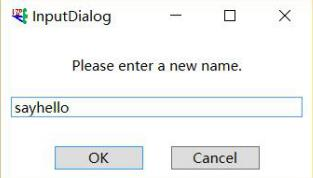 InputDialog
Please enter a new name.
sayhello
OK
Cancel